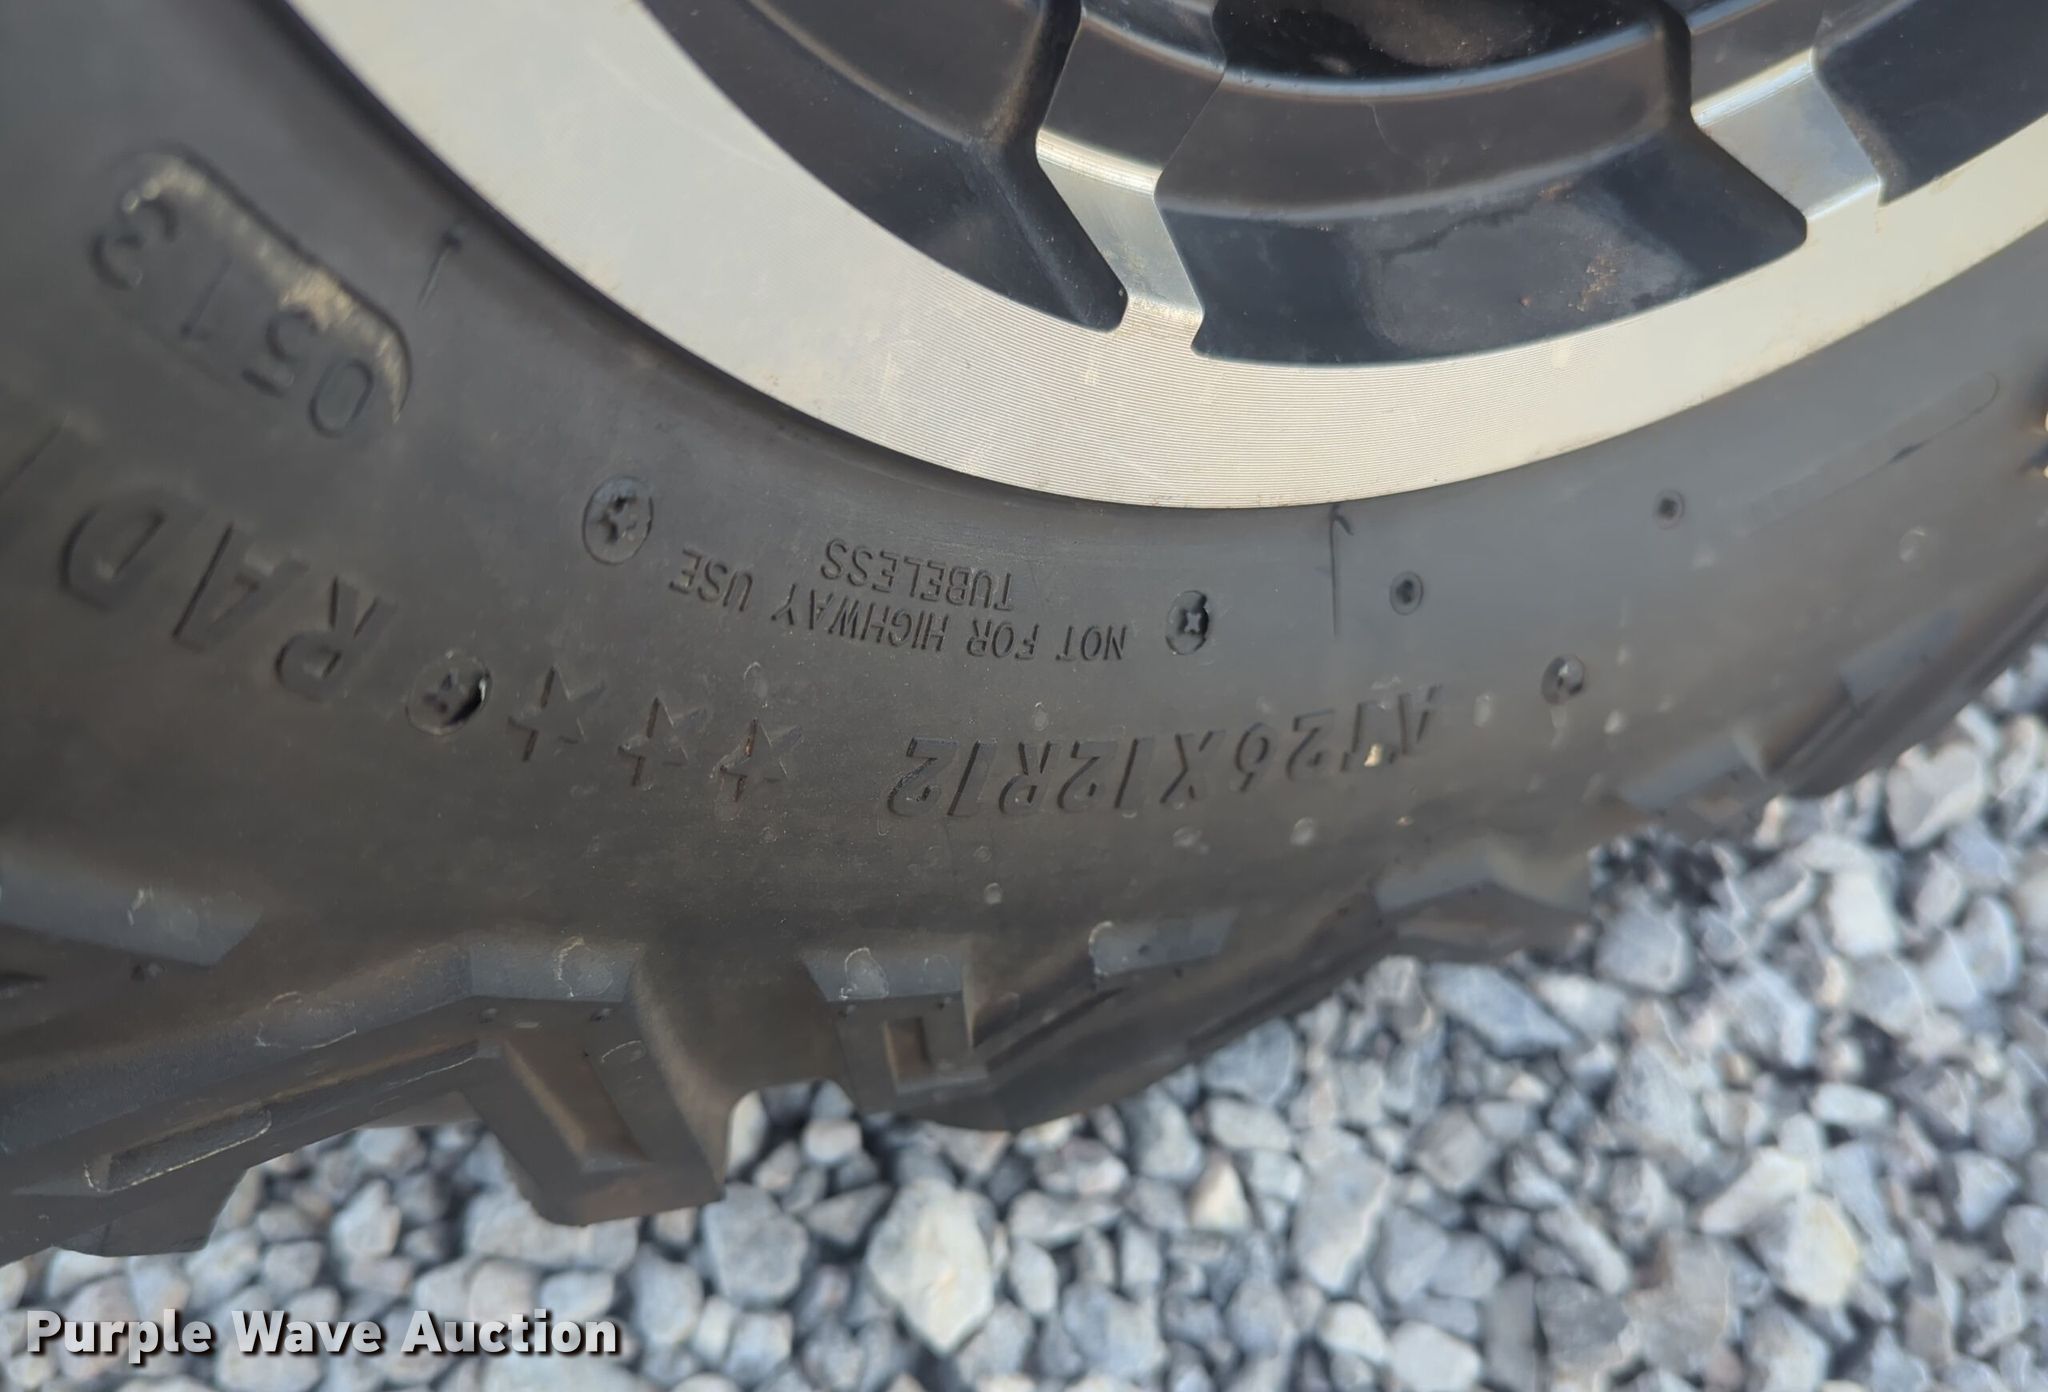 AT26X12R12 ★★★ RAD
NOT FOR HIGHWAY USE
TUBELESS
0513
Purple Wave Auction